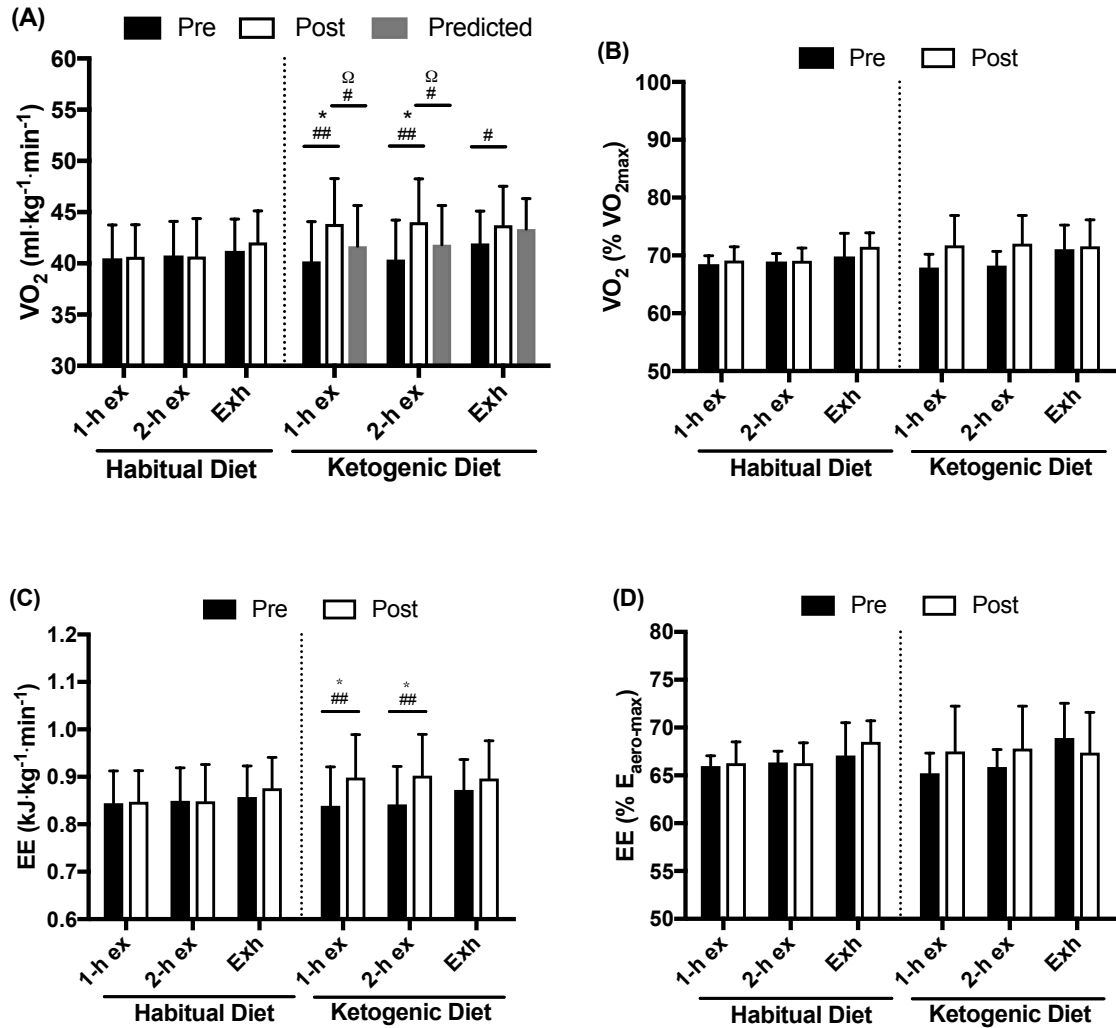 (A)
Pre Post Predicted
VO₂ (ml·kg⁻¹·min⁻¹)
60
55
50
45
40
35
30
Ω Ω
# #
* *
## ## #
1-h ex 2-h ex Exh 1-h ex 2-h ex Exh
Habitual Diet Ketogenic Diet
(B)
Pre Post
VO₂ (% VO₂max)
100
90
80
70
60
50
1-h ex 2-h ex Exh 1-h ex 2-h ex Exh
Habitual Diet Ketogenic Diet
(C)
Pre Post
EE (kJ·kg⁻¹·min⁻¹)
1.2
1.1
1.0
0.9
0.8
0.7
0.6
* *
## ##
1-h ex 2-h ex Exh 1-h ex 2-h ex Exh
Habitual Diet Ketogenic Diet
(D)
Pre Post
EE (% Eaero-max)
80
75
70
65
60
55
50
1-h ex 2-h ex Exh 1-h ex 2-h ex Exh
Habitual Diet Ketogenic Diet